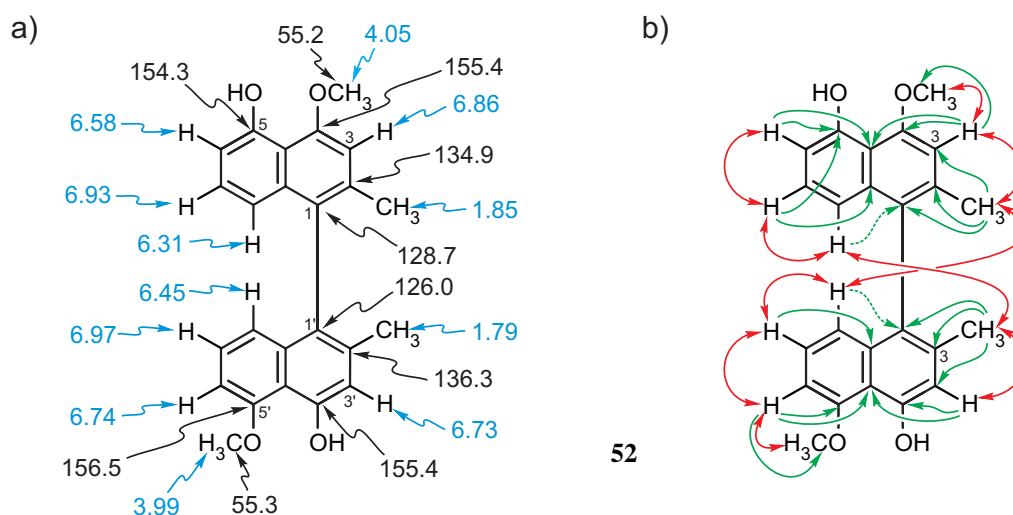 a)
55.2 4.05
154.3 155.4
HO OCH3
6.58 H 5 H 6.86
3
134.9
6.93 H CH3 1.85
1
6.31 H 128.7
6.45 H 126.0
1'
6.97 H CH3 1.79
136.3
3'
6.74 H 5' H 6.73
H3CO OH
156.5 155.4
3.99 55.3
52
b)
HO OCH3
H 3 H
H CH3
H
H
H CH3
3
H H
H3CO OH